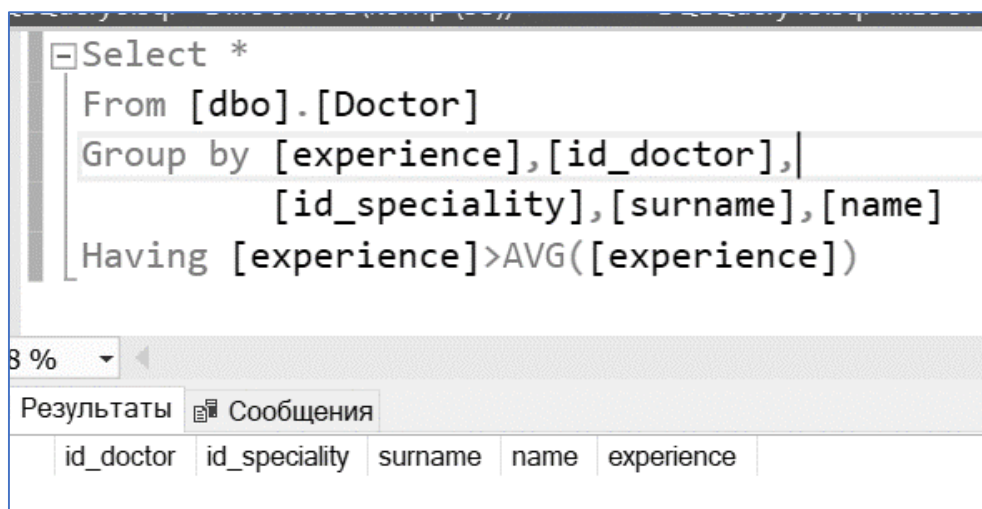 Select *
From [dbo].[Doctor]
Group by [experience],[id_doctor],
[id_speciality],[surname],[name]
Having [experience]>AVG([experience])
8 %
Результаты Сообщения
id_doctor id_speciality surname name experience